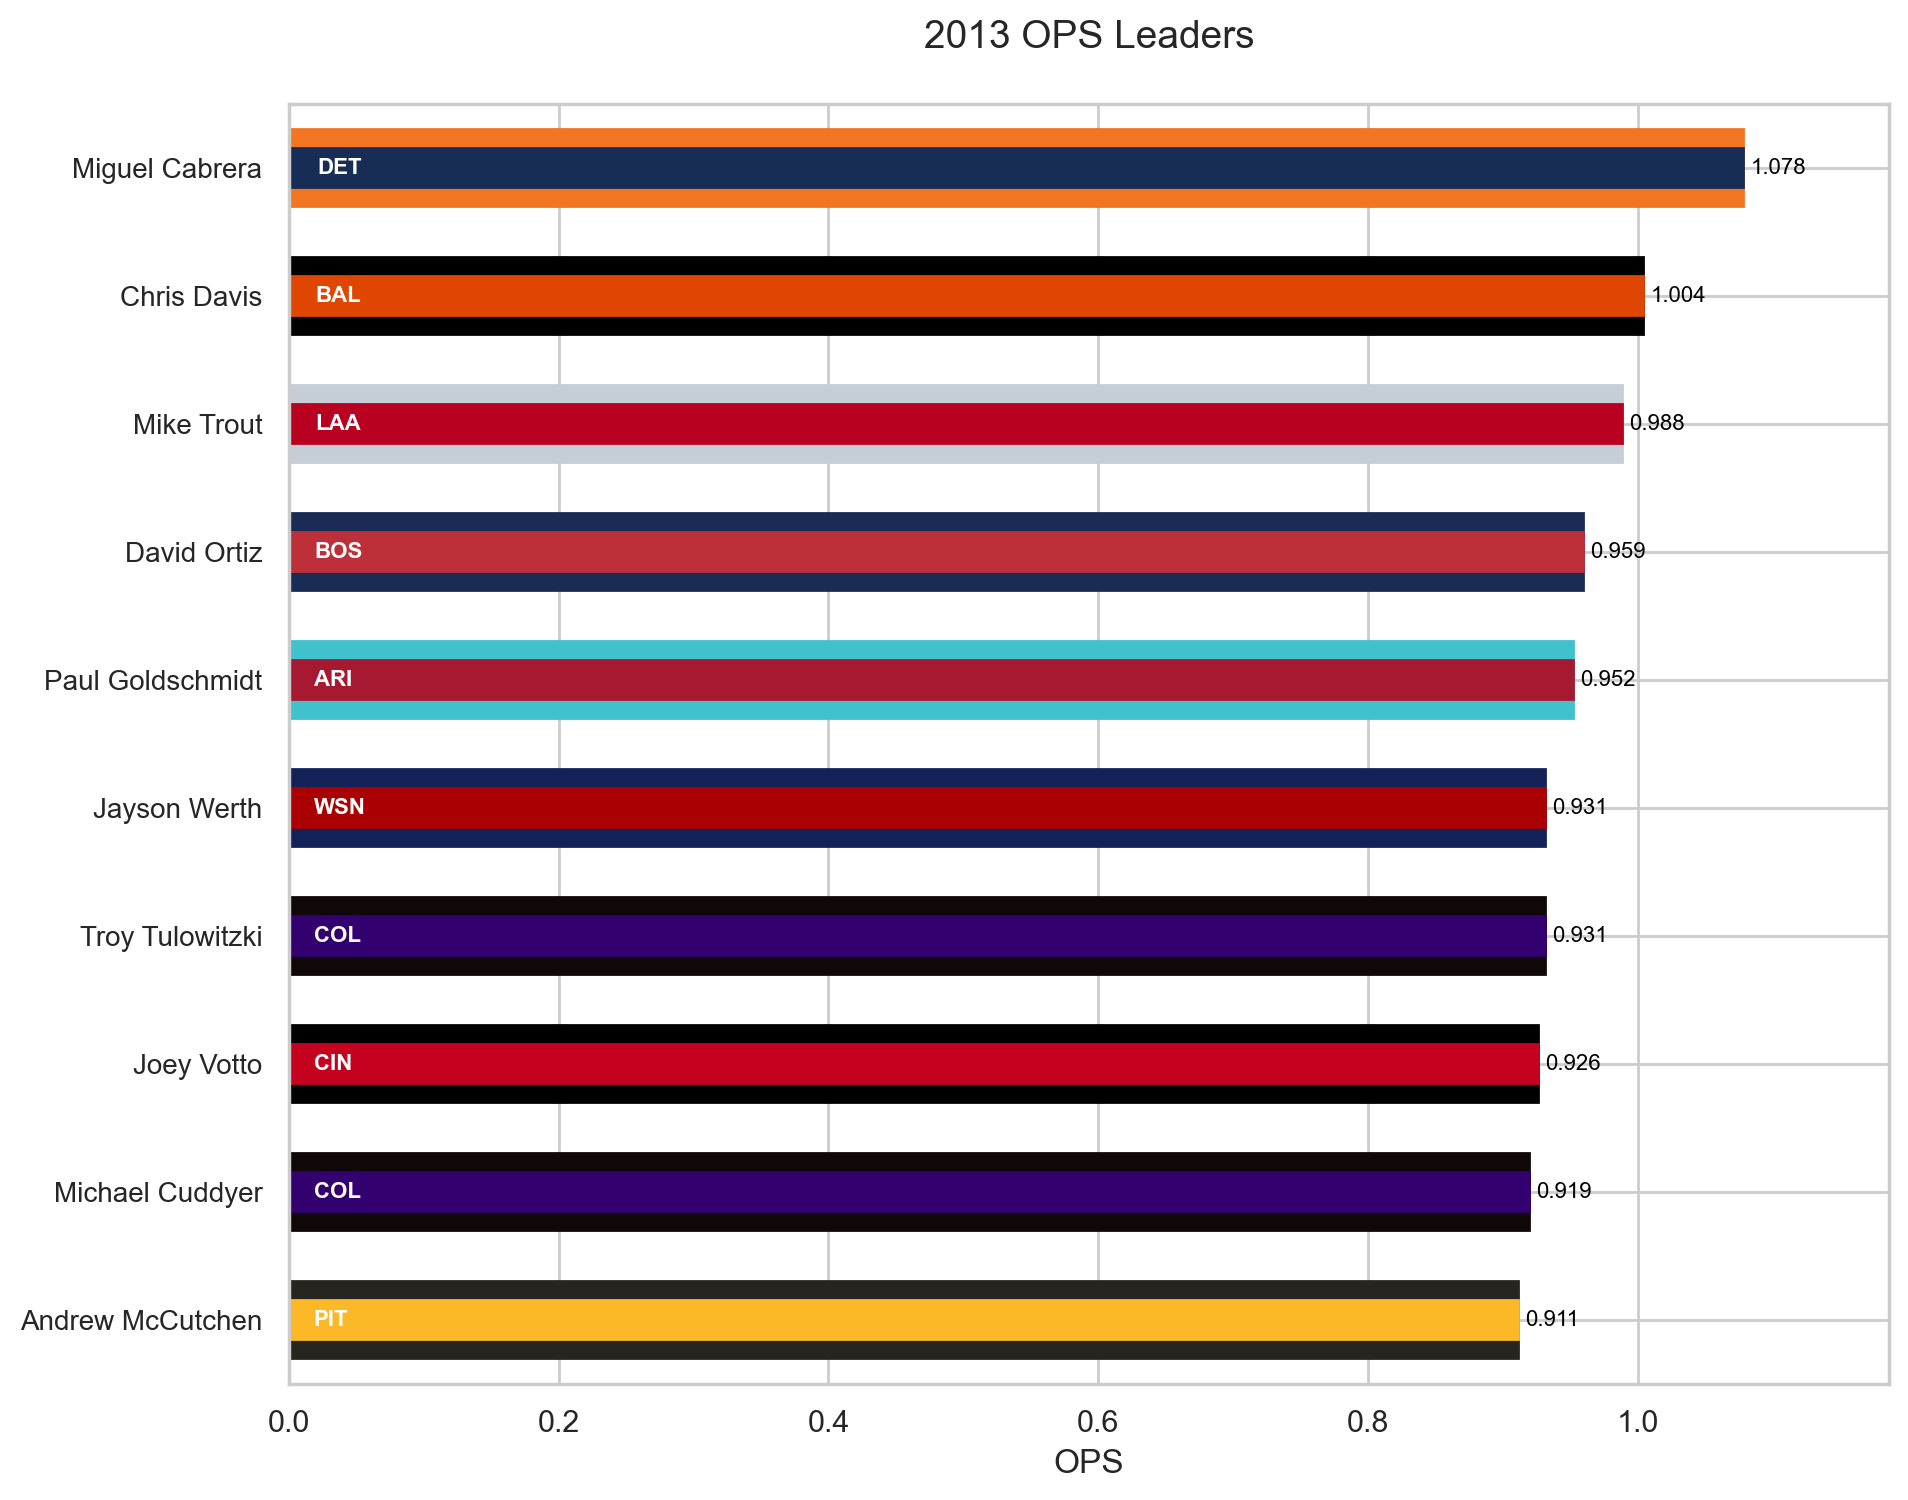 2013 OPS Leaders
Miguel Cabrera DET 1.078
Chris Davis BAL 1.004
Mike Trout LAA 0.988
David Ortiz BOS 0.959
Paul Goldschmidt ARI 0.952
Jayson Werth WSN 0.931
Troy Tulowitzki COL 0.931
Joey Votto CIN 0.926
Michael Cuddyer COL 0.919
Andrew McCutchen PIT 0.911
0.0 0.2 0.4 0.6 0.8 1.0
OPS